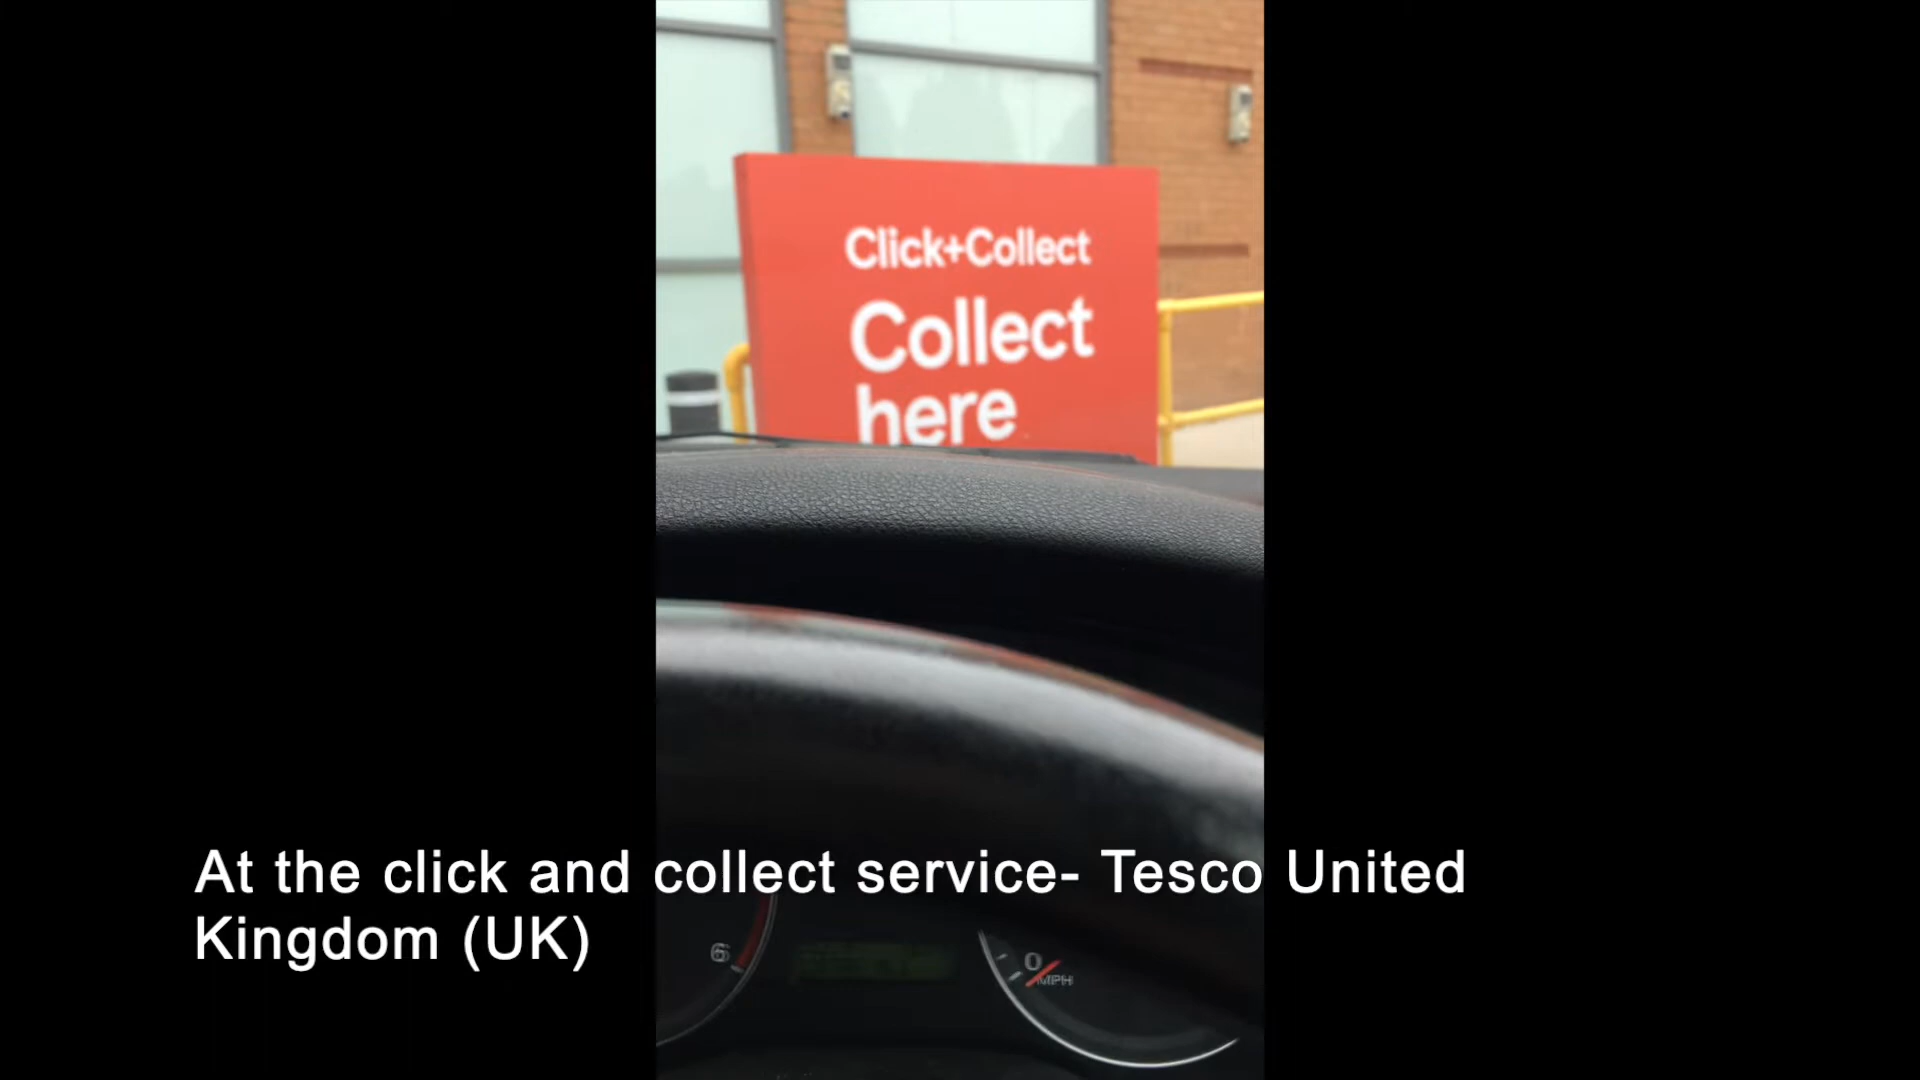 Click+Collect
Collect
here
At the click and collect service- Tesco United
Kingdom (UK)
6
0
MPH